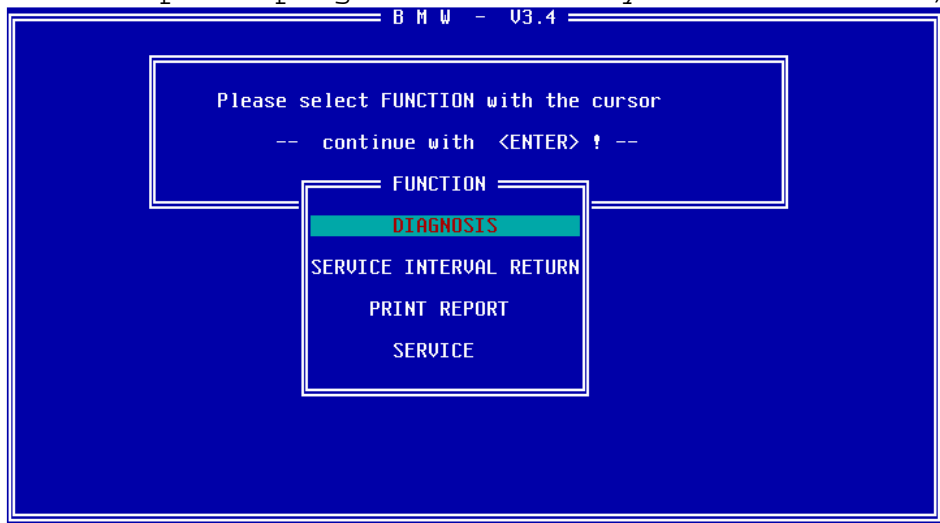 B M W - V3.4
Please select FUNCTION with the cursor
-- continue with <ENTER> ! --
FUNCTION
DIAGNOSIS
SERVICE INTERVAL RETURN
PRINT REPORT
SERVICE